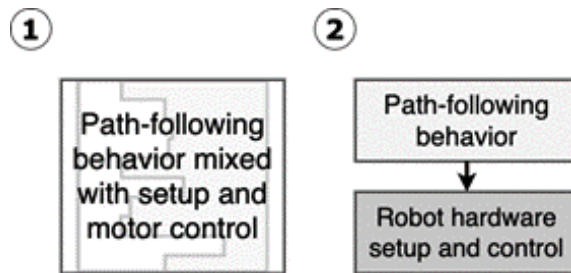 1
2
Path-following
behavior mixed
with setup and
motor control
Path-following
behavior
Robot hardware
setup and control